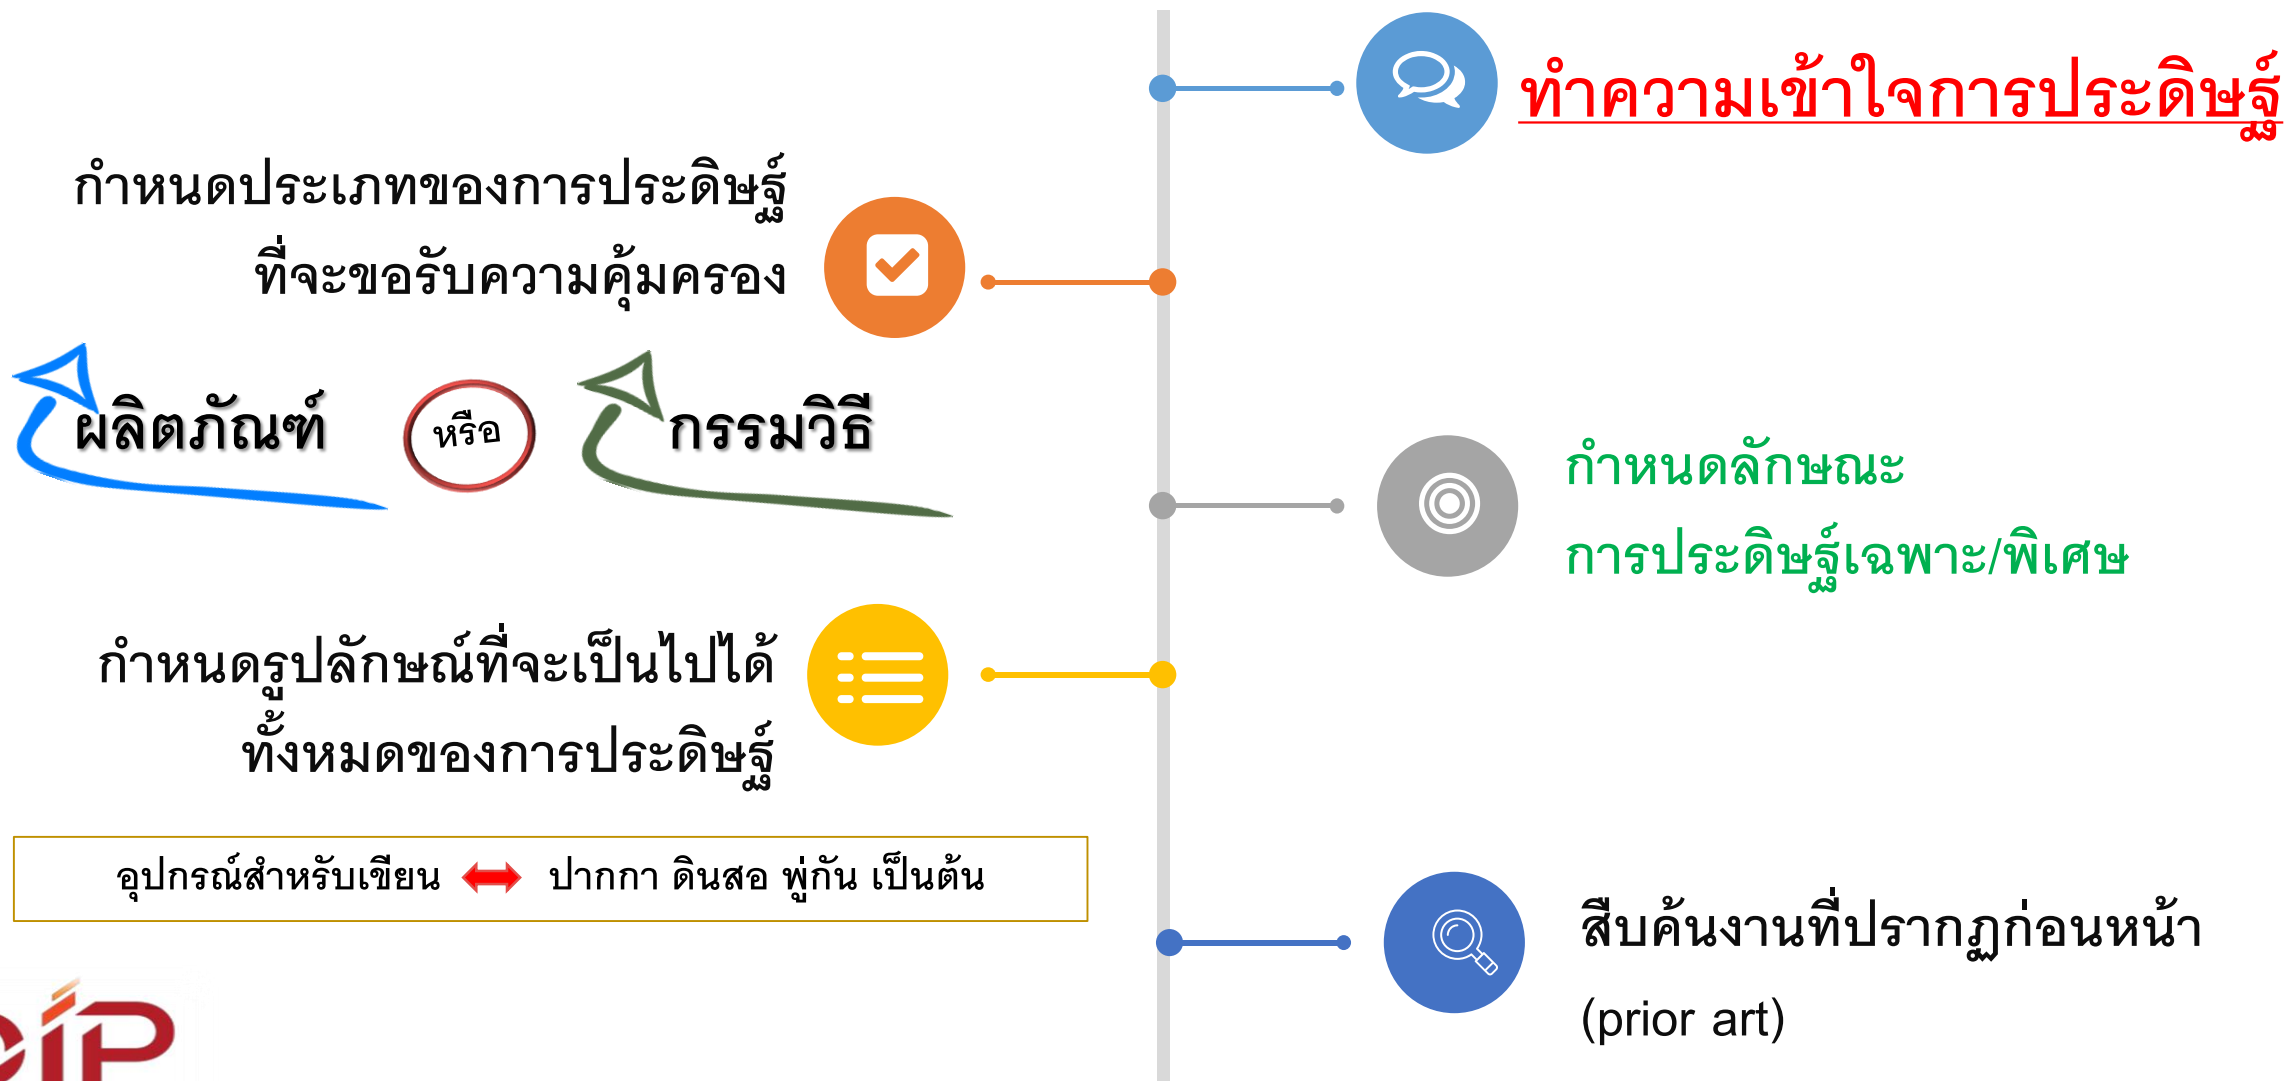 ทำความเข้าใจการประดิษฐ์
กำหนดประเภทของการประดิษฐ์
ที่จะขอรับความคุ้มครอง
ผลิตภัณฑ์ หรือ กรรมวิธี
กำหนดลักษณะ
การประดิษฐ์เฉพาะ/พิเศษ
กำหนดรูปลักษณ์ที่จะเป็นไปได้
ทั้งหมดของการประดิษฐ์
อุปกรณ์สำหรับเขียน ปากกา ดินสอ พู่กัน เป็นต้น
สืบค้นงานที่ปรากฏก่อนหน้า
(prior art)